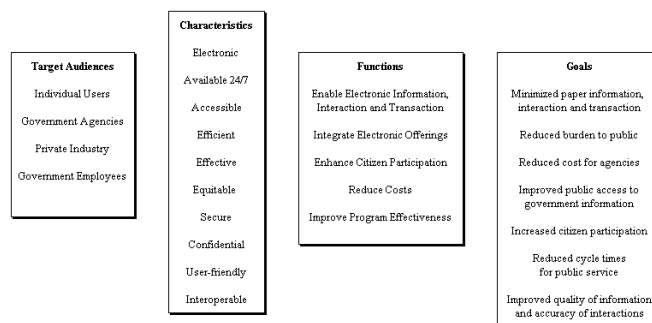 Target Audiences
Individual Users
Government Agencies
Private Industry
Government Employees
Characteristics
Electronic
Available 24/7
Accessible
Efficient
Effective
Equitable
Secure
Confidential
User-friendly
Interoperable
Functions
Enable Electronic Information,
Interaction and Transaction
Integrate Electronic Offerings
Enhance Citizen Participation
Reduce Costs
Improve Program Effectiveness
Goals
Minimized paper information,
interaction and transaction
Reduced burden to public
Reduced cost for agencies
Improved public access to
government information
Increased citizen participation
Reduced cycle times
for public service
Improved quality of information
and accuracy of interactions